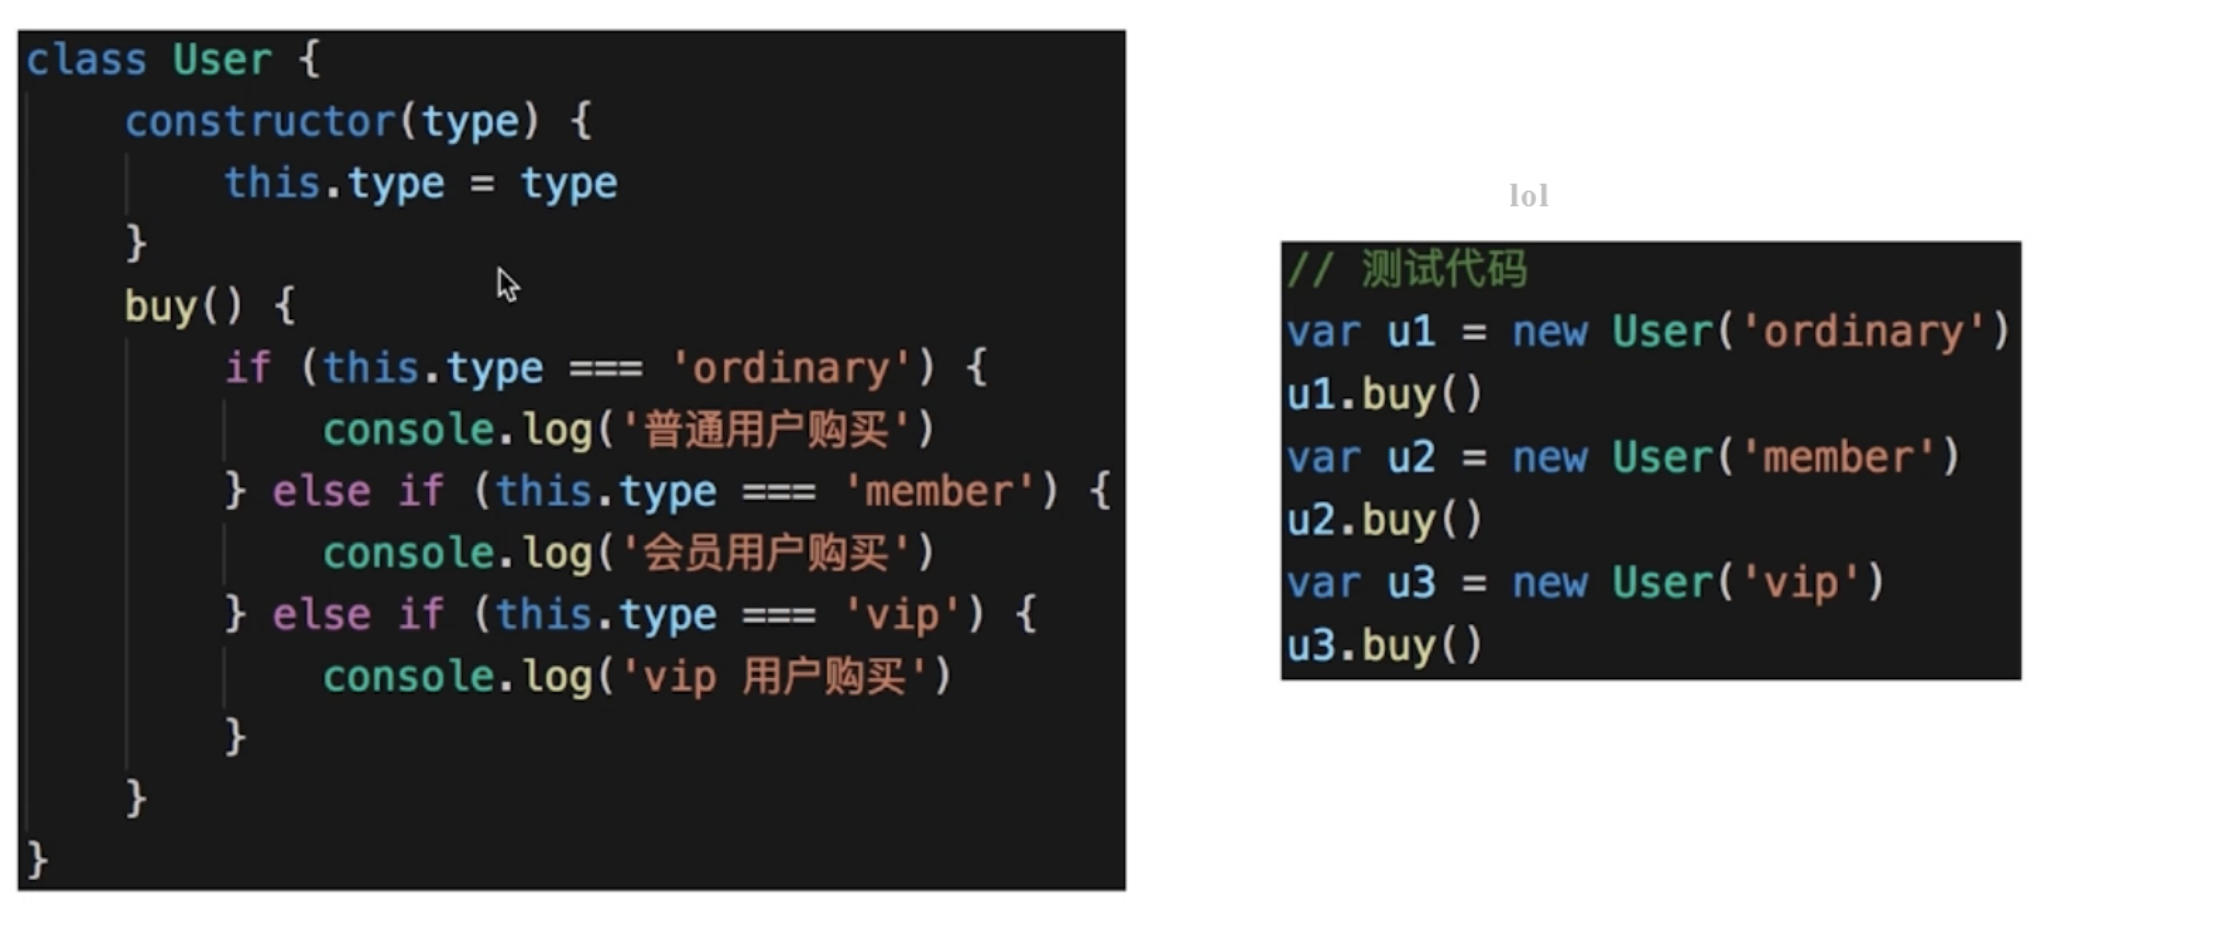 class User {
constructor(type) {
this.type = type
}
buy() {
if (this.type === 'ordinary') {
console.log('普通用户购买')
} else if (this.type === 'member') {
console.log('会员用户购买')
} else if (this.type === 'vip') {
console.log('vip 用户购买')
}
}
}
lol
// 测试代码
var u1 = new User('ordinary')
u1.buy()
var u2 = new User('member')
u2.buy()
var u3 = new User('vip')
u3.buy()